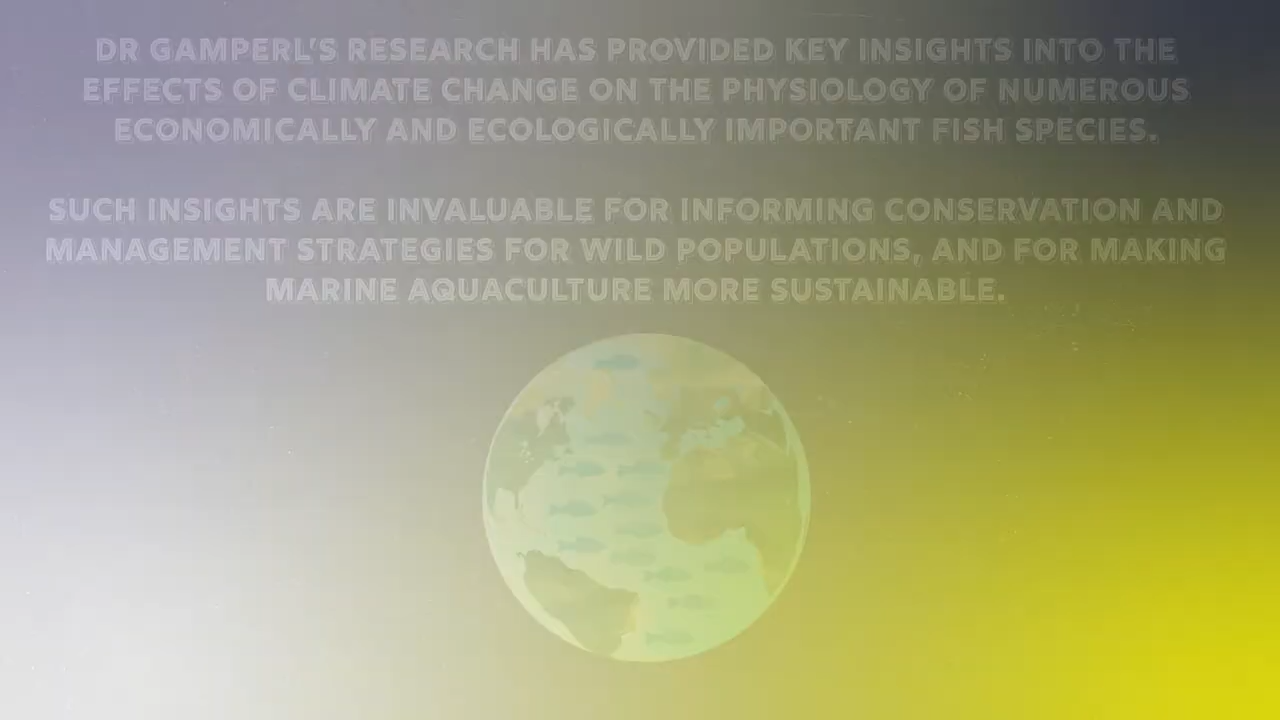 DR GAMPERL'S RESEARCH HAS PROVIDED KEY INSIGHTS INTO THE
EFFECTS OF CLIMATE CHANGE ON THE PHYSIOLOGY OF NUMEROUS
ECONOMICALLY AND ECOLOGICALLY IMPORTANT FISH SPECIES.
SUCH INSIGHTS ARE INVALUABLE FOR INFORMING CONSERVATION AND
MANAGEMENT STRATEGIES FOR WILD POPULATIONS, AND FOR MAKING
MARINE AQUACULTURE MORE SUSTAINABLE.